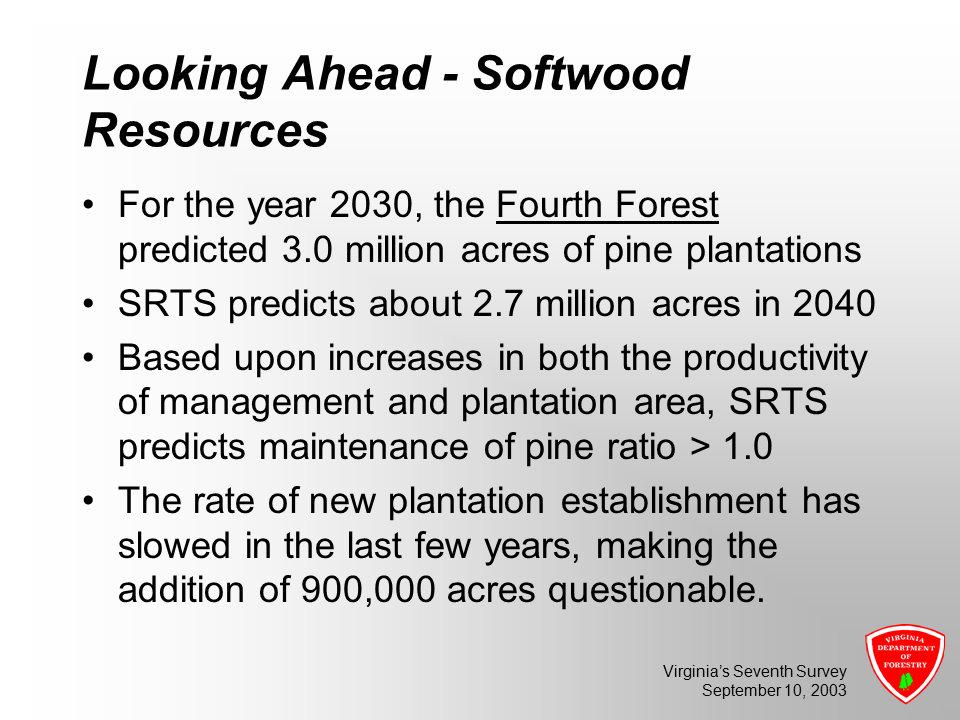 Looking Ahead - Softwood
Resources
• For the year 2030, the Fourth Forest
predicted 3.0 million acres of pine plantations
• SRTS predicts about 2.7 million acres in 2040
• Based upon increases in both the productivity
of management and plantation area, SRTS
predicts maintenance of pine ratio > 1.0
• The rate of new plantation establishment has
slowed in the last few years, making the
addition of 900,000 acres questionable.
Virginia’s Seventh Survey
September 10, 2003
VIRGINIA
DEPARTMENT
OF
FORESTRY